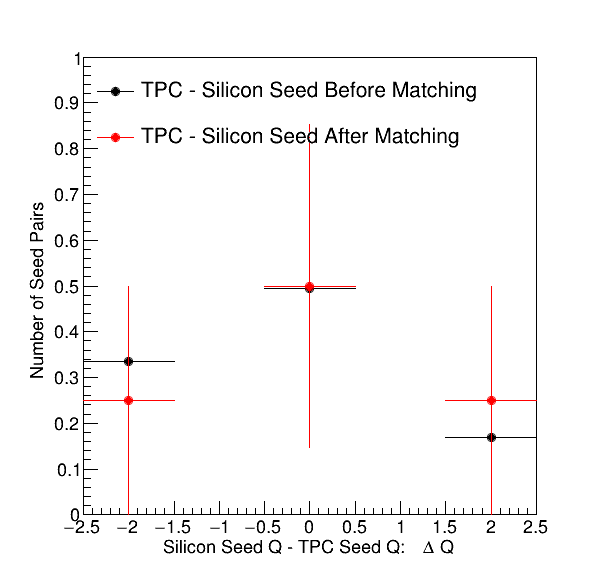 TPC - Silicon Seed Before Matching
TPC - Silicon Seed After Matching
Number of Seed Pairs
1
0.9
0.8
0.7
0.6
0.5
0.4
0.3
0.2
0.1
0
−2.5 −2 −1.5 −1 −0.5 0 0.5 1 1.5 2 2.5
Silicon Seed Q - TPC Seed Q: Δ Q